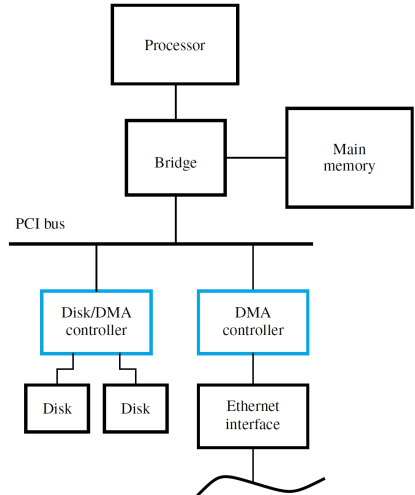 Processor
Bridge
Main
memory
PCI bus
Disk/DMA
controller
DMA
controller
Disk
Disk
Ethernet
interface